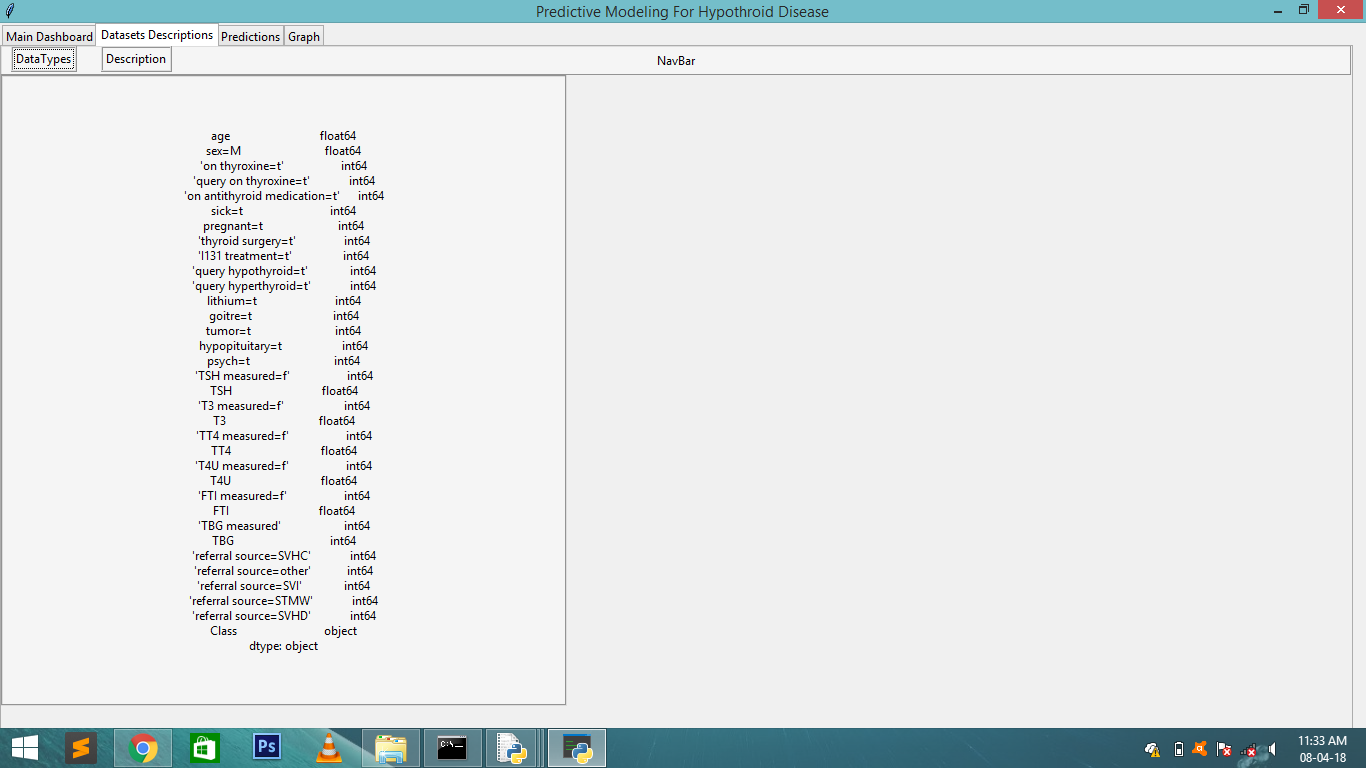 Predictive Modeling For Hypothroid Disease
Main Dashboard Datasets Descriptions Predictions Graph
DataTypes Description NavBar
age float64
sex=M float64
'on thyroxine=t' int64
'query on thyroxine=t' int64
'on antithyroid medication=t' int64
sick=t int64
pregnant=t int64
'thyroid surgery=t' int64
'I131 treatment=t' int64
'query hypothyroid=t' int64
'query hyperthyroid=t' int64
lithium=t int64
goitre=t int64
tumor=t int64
hypopituitary=t int64
psych=t int64
'TSH measured=f' int64
TSH float64
'T3 measured=f' int64
T3 float64
'TT4 measured=f' int64
TT4 float64
'T4U measured=f' int64
T4U float64
'FTI measured=f' int64
FTI float64
'TBG measured' int64
TBG int64
'referral source=SVHC' int64
'referral source=other' int64
'referral source=SVI' int64
'referral source=STMW' int64
'referral source=SVHD' int64
Class object
dtype: object
Ps
C:\_
11:33 AM
08-04-18